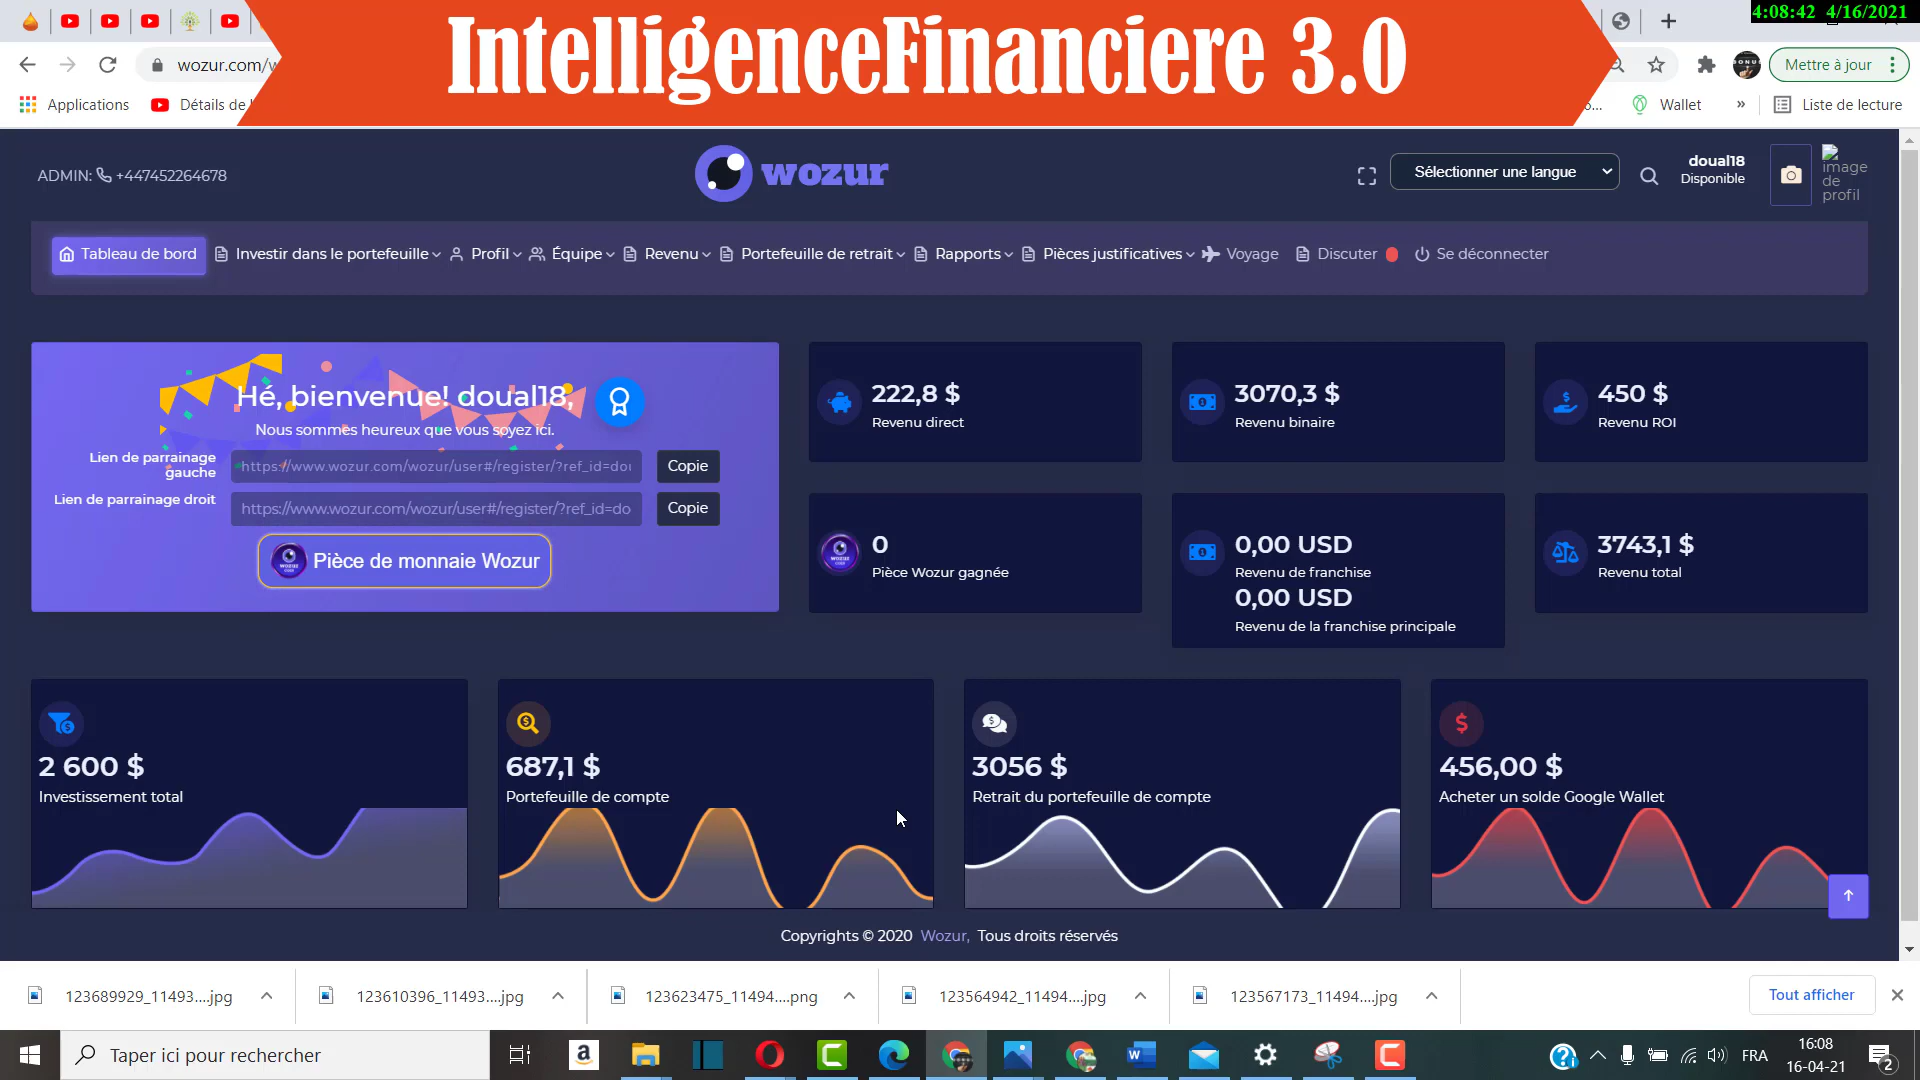 IntelligenceFinanciere 3.0
4:08:42 4/16/2021
wozur.com/w
Mettre à jour
Applications
Détails de
Wallet
»
Liste de lecture
ADMIN: +447452264678
wozur
Sélectionner une langue
doual18
Disponible
image
de
profil
Tableau de bord
Investir dans le portefeuille
Profil
Équipe
Revenu
Portefeuille de retrait
Rapports
Pièces justificatives
Voyage
Discuter
Se déconnecter
Hé, bienvenue! doual18,
Nous sommes heureux que vous soyez ici.
Lien de parrainage
gauche
https://www.wozur.com/wozur/user#/register/?ref_id=dou
Copie
Lien de parrainage droit
https://www.wozur.com/wozur/user#/register/?ref_id=do
Copie
Pièce de monnaie Wozur
222,8 $
Revenu direct
3070,3 $
Revenu binaire
450 $
Revenu ROI
0
Pièce Wozur gagnée
0,00 USD
Revenu de franchise
0,00 USD
Revenu de la franchise principale
3743,1 $
Revenu total
2 600 $
Investissement total
687,1 $
Portefeuille de compte
3056 $
Retrait du portefeuille de compte
456,00 $
Acheter un solde Google Wallet
Copyrights © 2020 Wozur, Tous droits réservés
123689929_11493....jpg
123610396_11493....jpg
123623475_11494....png
123564942_11494....jpg
123567173_11494....jpg
Tout afficher
Taper ici pour rechercher
FRA
16:08
16-04-21
2